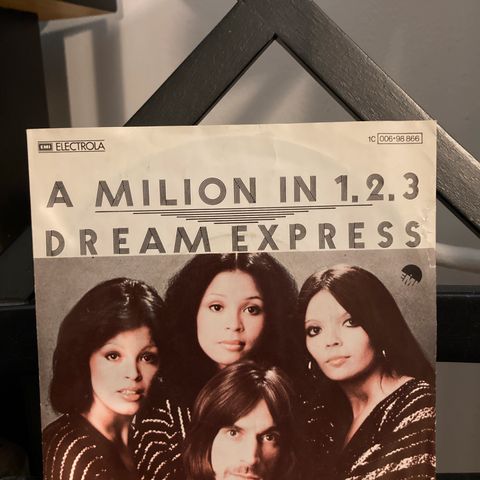 EMI ELECTROLA
1C 006-98 866
A MILION IN 1, 2, 3
DREAM EXPRESS